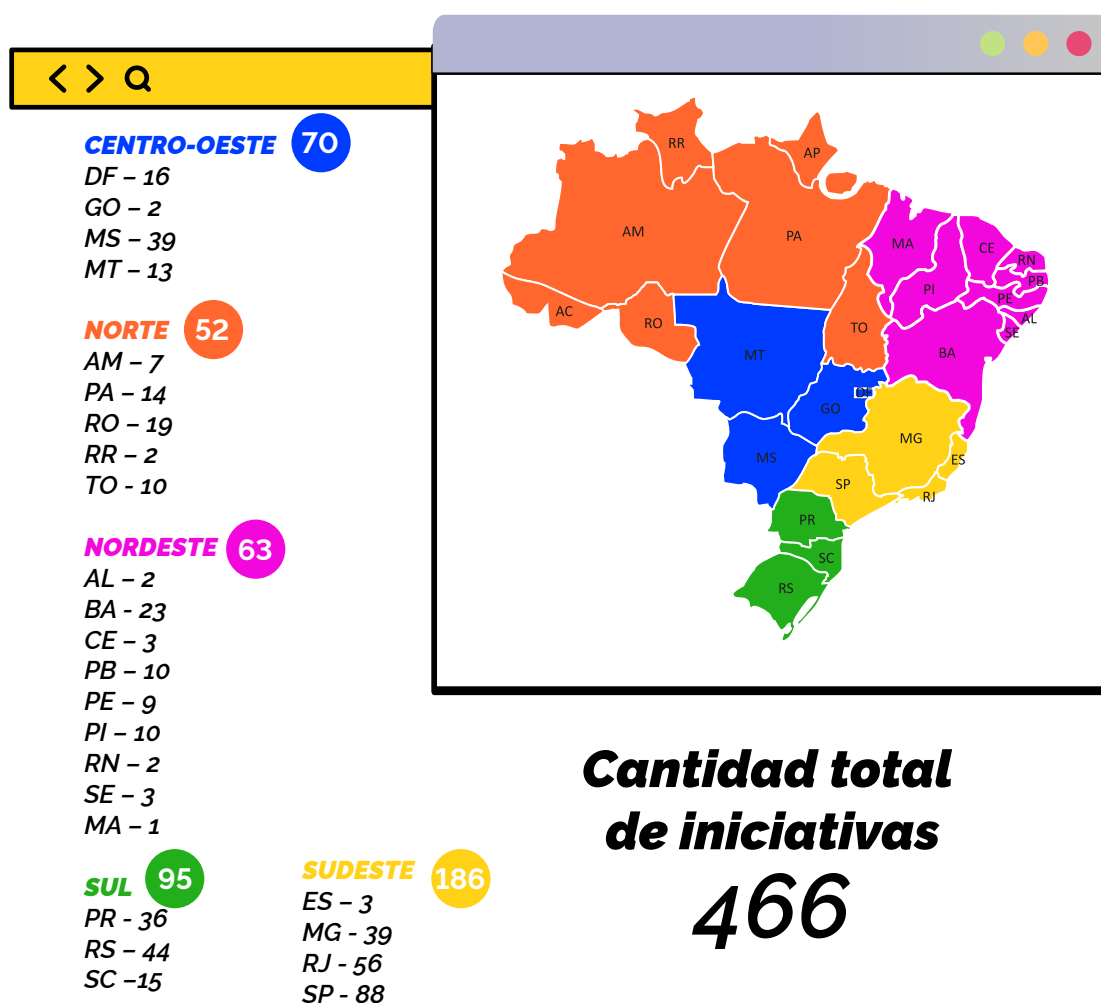 CENTRO-OESTE 70
DF – 16
GO – 2
MS – 39
MT – 13
NORTE 52
AM – 7
PA – 14
RO – 19
RR – 2
TO - 10
NORDESTE 63
AL – 2
BA - 23
CE – 3
PB – 10
PE – 9
PI – 10
RN – 2
SE – 3
MA – 1
SUL 95
PR - 36
RS – 44
SC –15
SUDESTE 186
ES – 3
MG - 39
RJ - 56
SP - 88
RR
AP
AM
PA
MA
CE
RN
PB
PI
PE
AL
SE
AC
RO
TO
MT
BA
DF
GO
MG
MS
ES
SP
RJ
PR
SC
RS
Cantidad total
de iniciativas
466